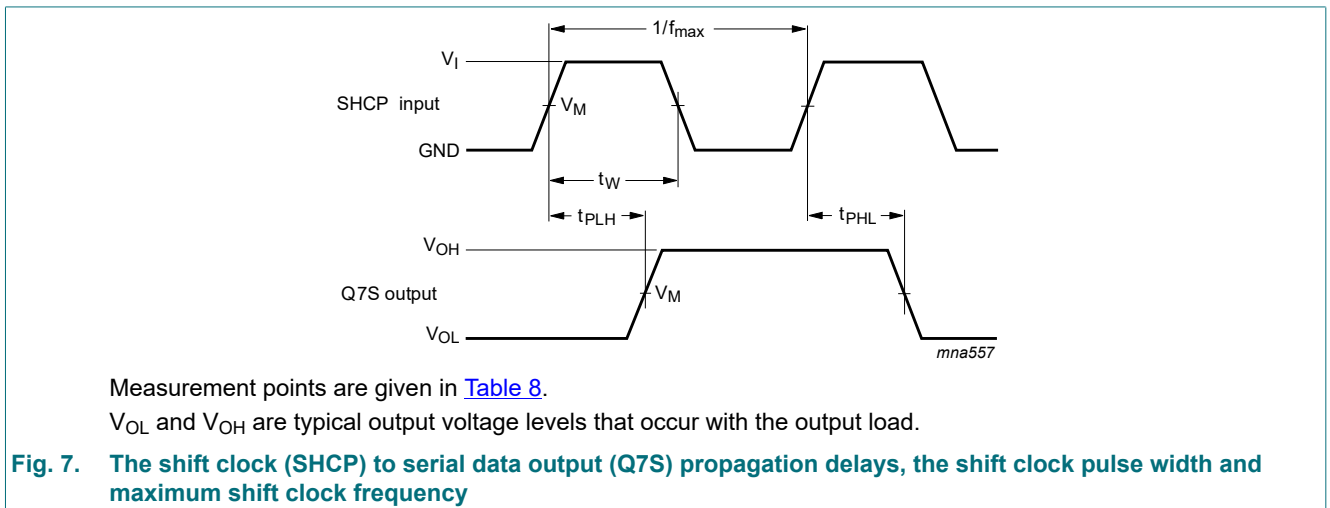 1/fmax
VI
SHCP input
VM
GND
tW
tPLH
tPHL
VOH
Q7S output
VM
VOL
mna557
Measurement points are given in Table 8.
VOL and VOH are typical output voltage levels that occur with the output load.
Fig. 7. The shift clock (SHCP) to serial data output (Q7S) propagation delays, the shift clock pulse width and
maximum shift clock frequency